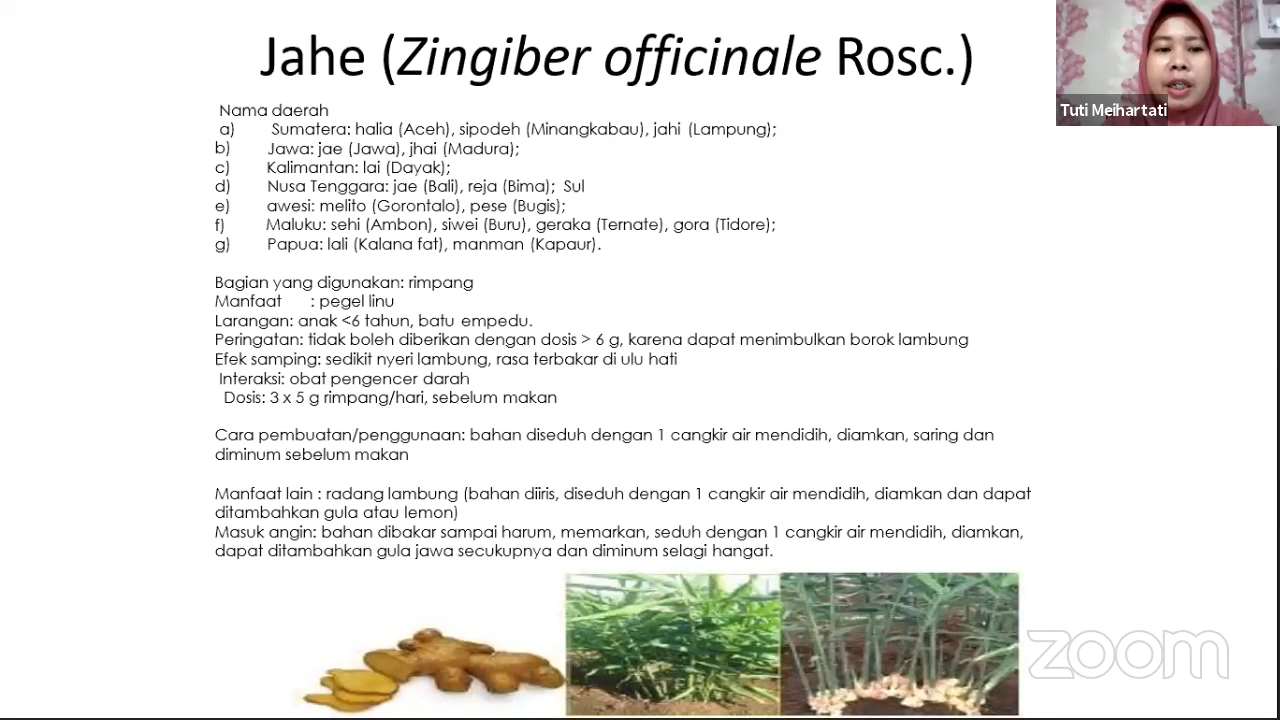 Jahe (Zingiber officinale Rosc.)
Tuti Meihartati
Nama daerah
a) Sumatera: halia (Aceh), sipodeh (Minangkabau), jahi (Lampung);
b) Jawa: jae (Jawa), jhai (Madura);
c) Kalimantan: lai (Dayak);
d) Nusa Tenggara: jae (Bali), reja (Bima); Sul
e) awesi: melito (Gorontalo), pese (Bugis);
f) Maluku: sehi (Ambon), siwei (Buru), geraka (Ternate), gora (Tidore);
g) Papua: lali (Kalana fat), manman (Kapaur).
Bagian yang digunakan: rimpang
Manfaat : pegel linu
Larangan: anak <6 tahun, batu empedu.
Peringatan: tidak boleh diberikan dengan dosis > 6 g, karena dapat menimbulkan borok lambung
Efek samping: sedikit nyeri lambung, rasa terbakar di ulu hati
Interaksi: obat pengencer darah
Dosis: 3 x 5 g rimpang/hari, sebelum makan
Cara pembuatan/penggunaan: bahan diseduh dengan 1 cangkir air mendidih, diamkan, saring dan
diminum sebelum makan
Manfaat lain : radang lambung (bahan diiris, diseduh dengan 1 cangkir air mendidih, diamkan dan dapat
ditambahkan gula atau lemon)
Masuk angin: bahan dibakar sampai harum, memarkan, seduh dengan 1 cangkir air mendidih, diamkan,
dapat ditambahkan gula jawa secukupnya dan diminum selagi hangat.
zoom